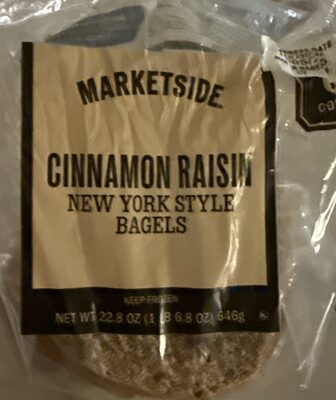 MARKETSIDE
CINNAMON RAISIN
NEW YORK STYLE
BAGELS
KEEP FROZEN
NET WT 22.8 OZ (1 LB 6.8 OZ) 646g